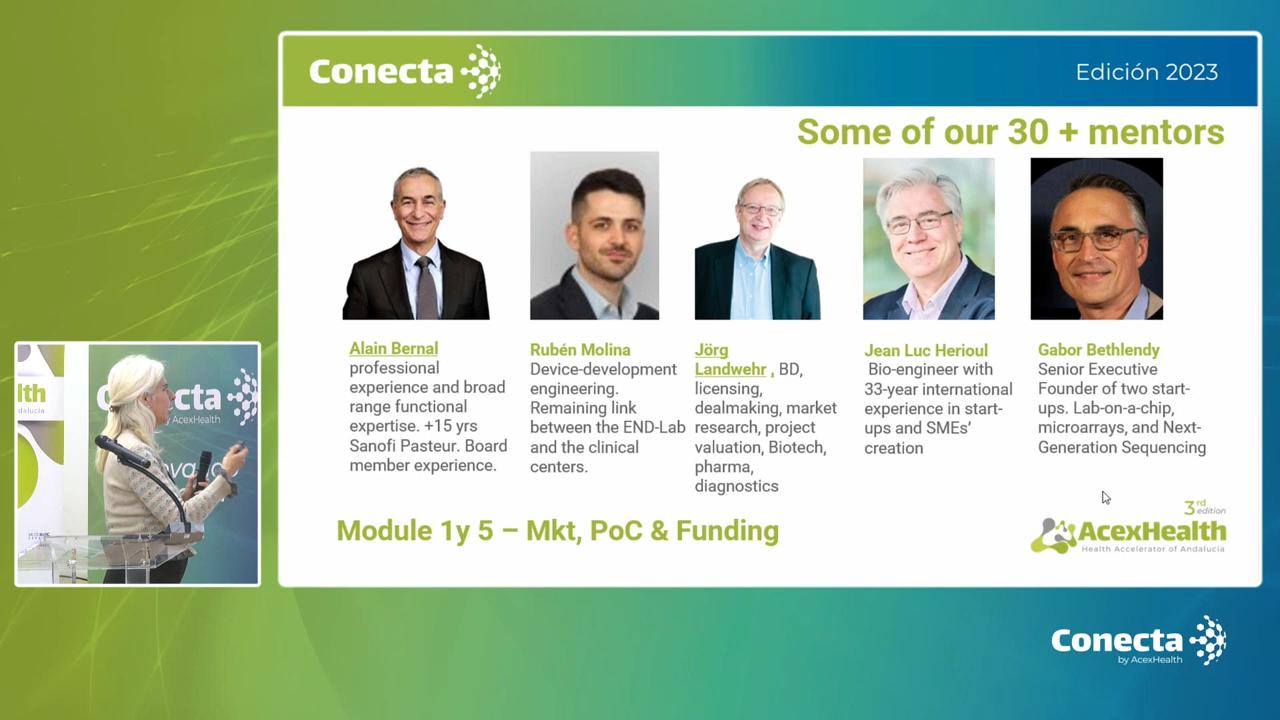 Conecta
Edición 2023
Some of our 30 + mentors
Alain Bernal
professional
experience and broad
range functional
expertise. +15 yrs
Sanofi Pasteur. Board
member experience.
Rubén Molina
Device-development
engineering.
Remaining link
between the END-Lab
and the clinical
centers.
Jörg
Landwehr , BD,
licensing,
dealmaking, market
research, project
valuation, Biotech,
pharma,
diagnostics
Jean Luc Herioul
Bio-engineer with
33-year international
experience in start-
ups and SMEs'
creation
Gabor Bethlendy
Senior Executive
Founder of two start-
ups. Lab-on-a-chip,
microarrays, and Next-
Generation Sequencing
Module 1y 5 – Mkt, PoC & Funding
3rd edition
AcexHealth
Health Accelerator of Andalucía
Conecta
by AcexHealth